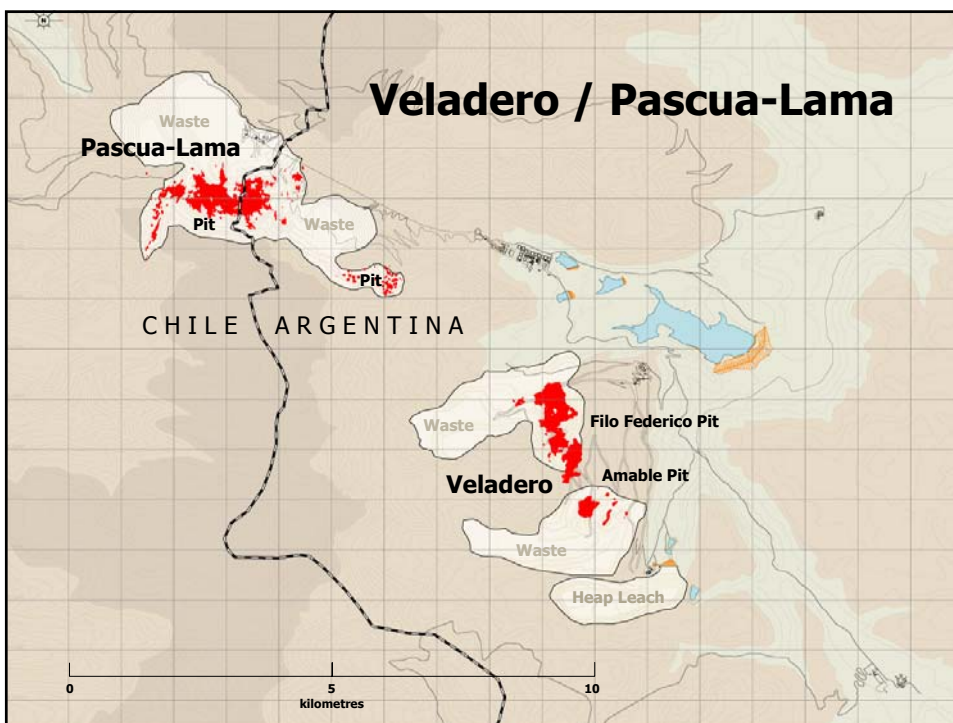 N
Veladero / Pascua-Lama
Waste
Pascua-Lama
Pit
Waste
Pit
CHILE ARGENTINA
Filo Federico Pit
Waste
Amable Pit
Veladero
Waste
Heap Leach
0 5 10
kilometres